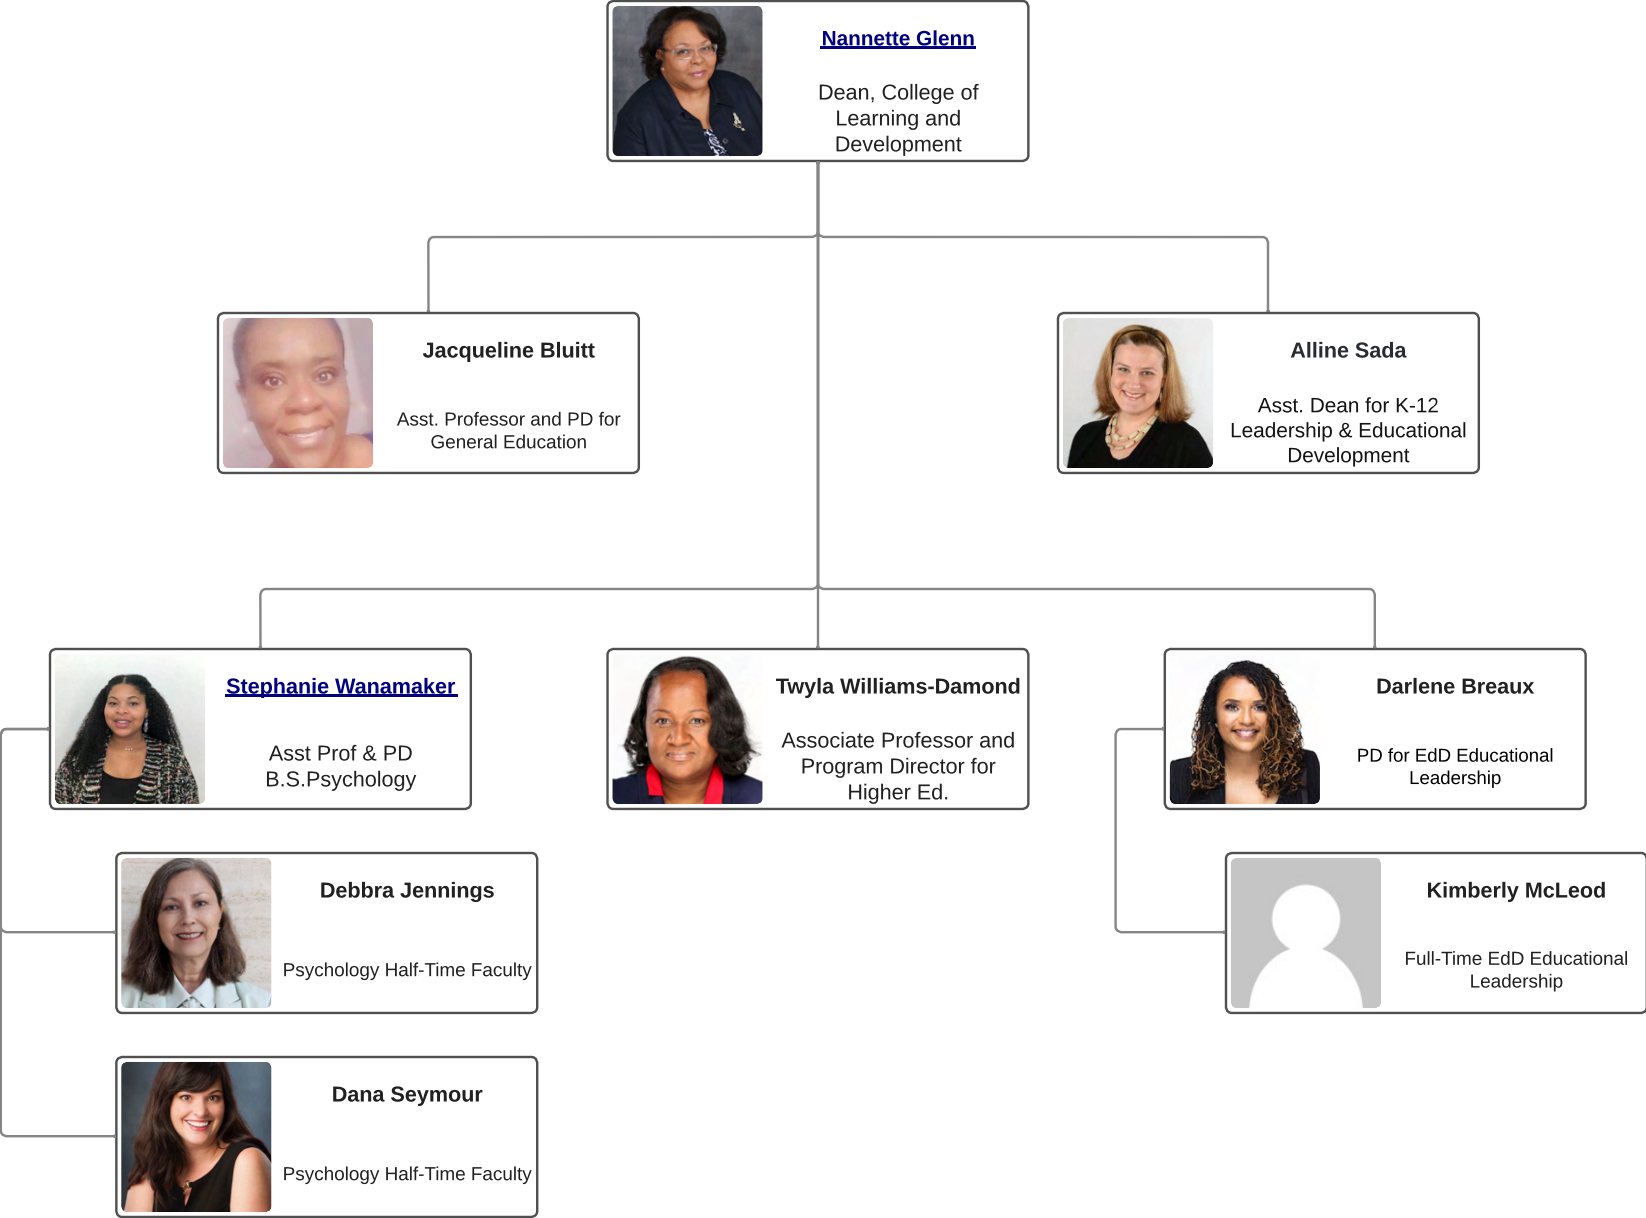 Nannette Glenn
Dean, College of
Learning and
Development
Jacqueline Bluitt
Asst. Professor and PD for
General Education
Alline Sada
Asst. Dean for K-12
Leadership & Educational
Development
Stephanie Wanamaker
Asst Prof & PD
B.S.Psychology
Twyla Williams-Damond
Associate Professor and
Program Director for
Higher Ed.
Darlene Breaux
PD for EdD Educational
Leadership
Debbra Jennings
Psychology Half-Time Faculty
Kimberly McLeod
Full-Time EdD Educational
Leadership
Dana Seymour
Psychology Half-Time Faculty